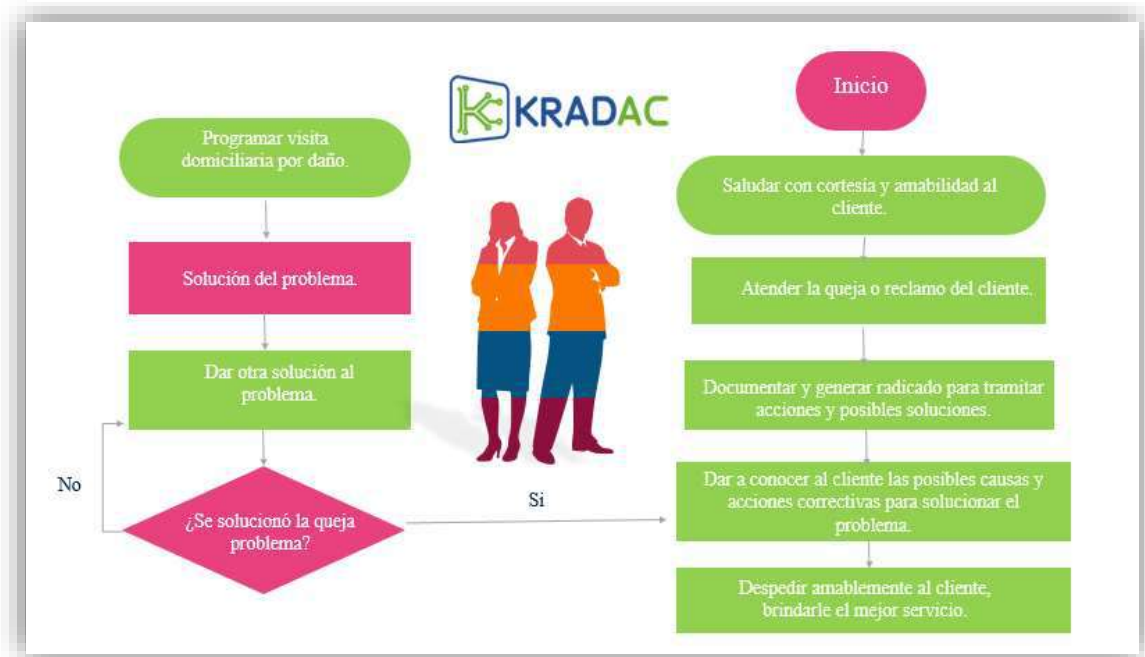 KRADAC
Inicio
Programar visita
domiciliaria por daño.
Saludar con cortesía y amabilidad al
cliente.
Solución del problema.
Atender la queja o reclamo del cliente.
Dar otra solución al
problema.
Documentar y generar radicado para tramitar
acciones y posibles soluciones.
No
Si
¿Se solucionó la queja
problema?
Dar a conocer al cliente las posibles causas y
acciones correctivas para solucionar el
problema.
Despedir amablemente al cliente,
brindarle el mejor servicio.